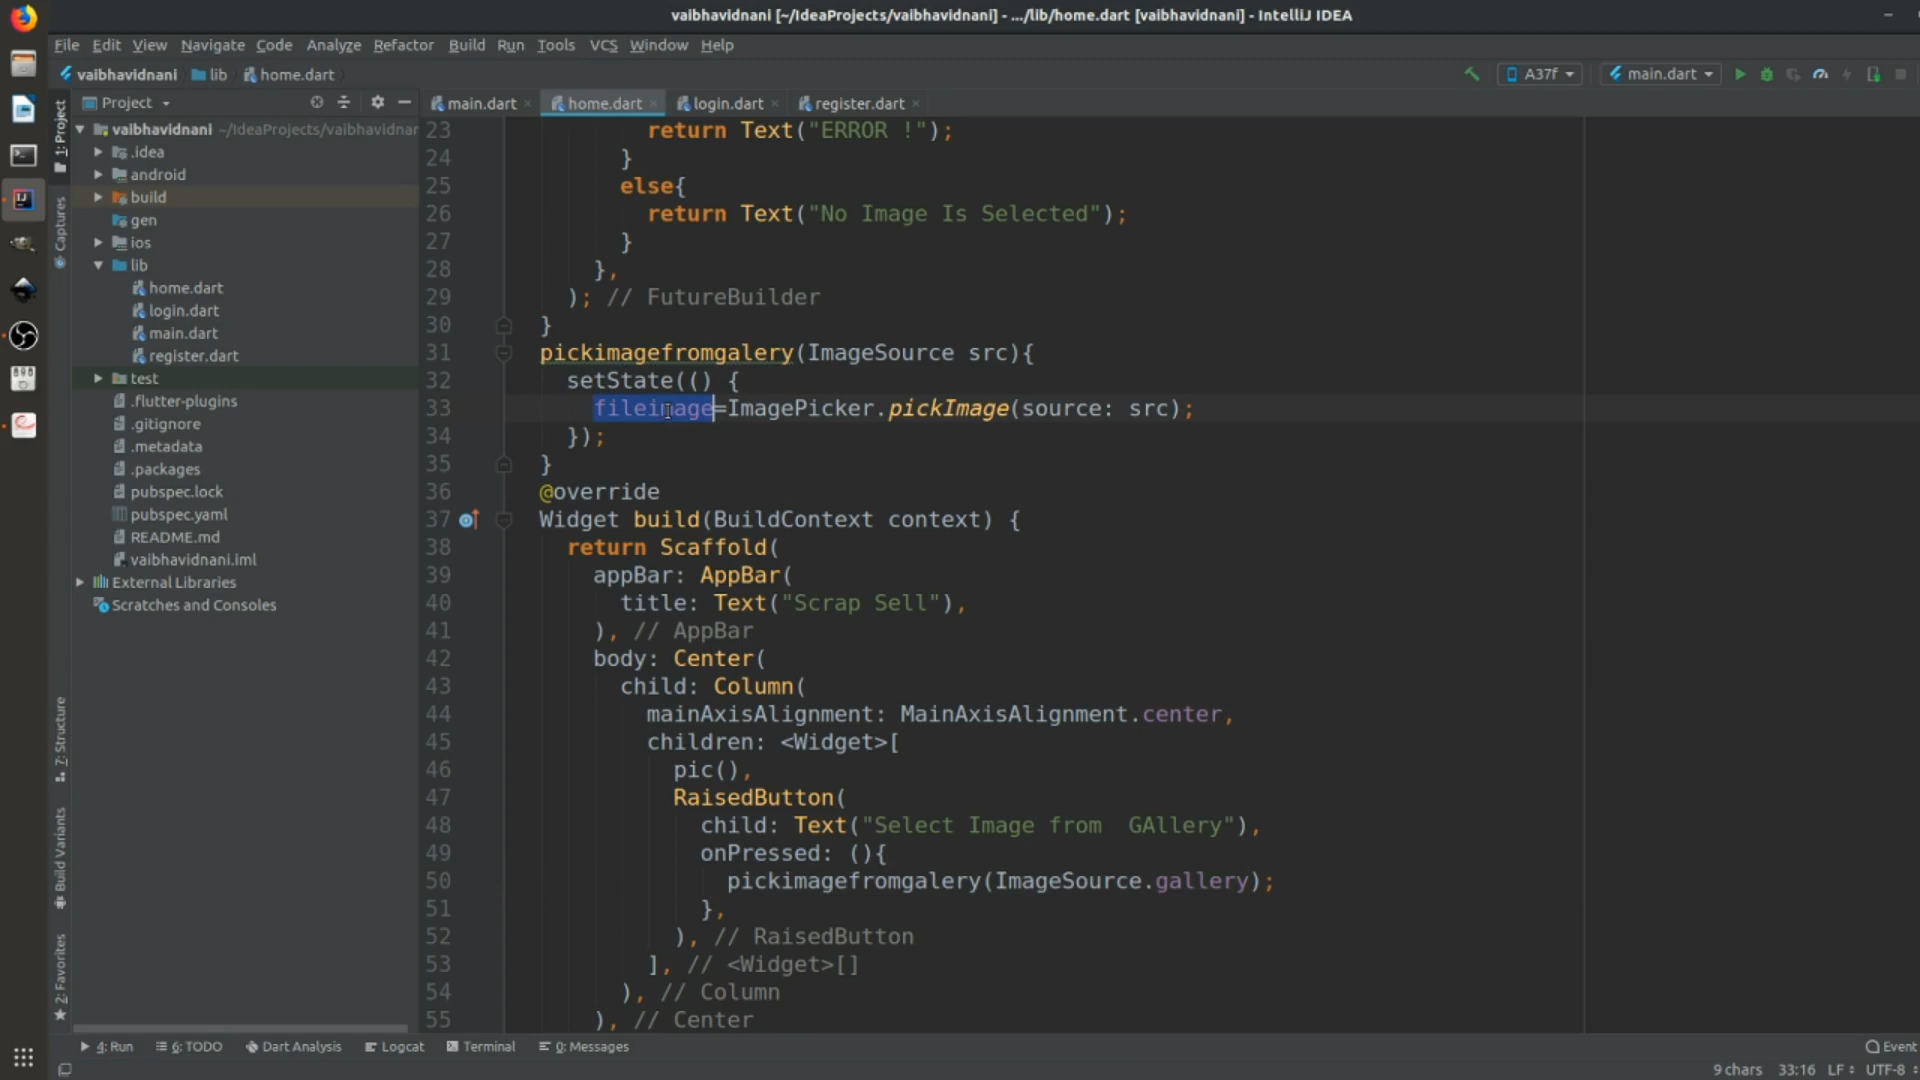 vaibhavidnani [~/IdeaProjects/vaibhavidnani] - .../lib/home.dart [vaibhavidnani] - IntelliJ IDEA
File Edit View Navigate Code Analyze Refactor Build Run Tools VCS Window Help
vaibhavidnani lib home.dart A37f main.dart
Project main.dart home.dart login.dart register.dart
1: Project
Captures
7: Structure
Build Variants
2: Favorites
vaibhavidnani ~/IdeaProjects/vaibhavidnar
.idea
android
build
gen
ios
lib
home.dart
login.dart
main.dart
register.dart
test
.flutter-plugins
.gitignore
.metadata
.packages
pubspec.lock
pubspec.yaml
README.md
vaibhavidnani.iml
External Libraries
Scratches and Consoles
23 return Text("ERROR !");
24 }
25 else{
26 return Text("No Image Is Selected");
27 }
28 },
29 ); // FutureBuilder
30 }
31 pickimagefromgalery(ImageSource src){
32 setState(() {
33 fileimage=ImagePicker.pickImage(source: src);
34 });
35 }
36 @override
37 Widget build(BuildContext context) {
38 return Scaffold(
39 appBar: AppBar(
40 title: Text("Scrap Sell"),
41 ), // AppBar
42 body: Center(
43 child: Column(
44 mainAxisAlignment: MainAxisAlignment.center,
45 children: <Widget>[
46 pic(),
47 RaisedButton(
48 child: Text("Select Image from  GAllery"),
49 onPressed: (){
50 pickimagefromgalery(ImageSource.gallery);
51 },
52 ), // RaisedButton
53 ], // <Widget>[]
54 ), // Column
55 ), // Center
4: Run 6: TODO Dart Analysis Logcat Terminal 0: Messages Event
9 chars 33:16 LF UTF-8